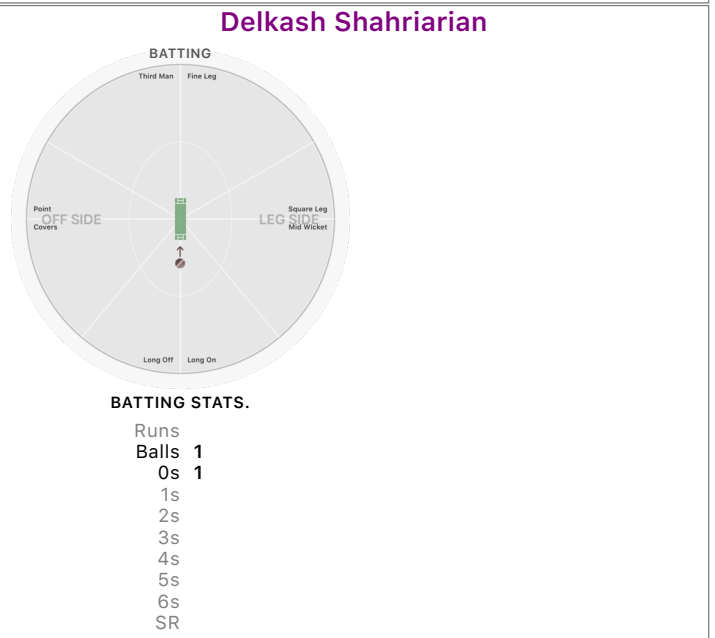 Delkash Shahriarian
BATTING
Third Man Fine Leg
Point Square Leg
OFF SIDE LEG SIDE
Covers Mid Wicket
Long Off Long On
BATTING STATS.
Runs
Balls 1
0s 1
1s
2s
3s
4s
5s
6s
SR